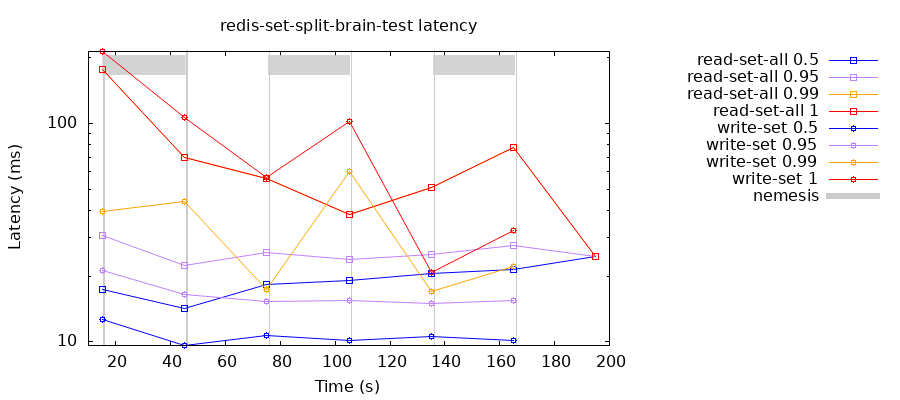 redis-set-split-brain-test latency
Latency (ms)
100
10
20 40 60 80 100 120 140 160 180 200
Time (s)
read-set-all 0.5
read-set-all 0.95
read-set-all 0.99
read-set-all 1
write-set 0.5
write-set 0.95
write-set 0.99
write-set 1
nemesis